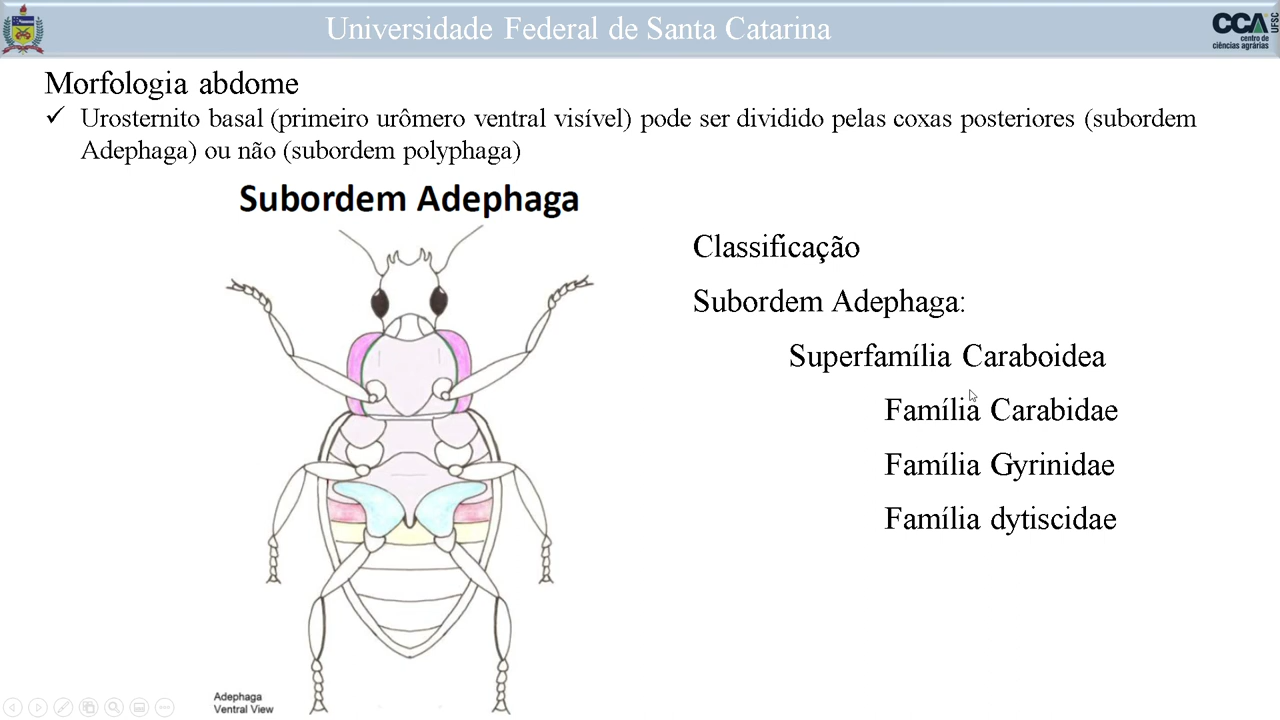 Universidade Federal de Santa Catarina
CCA
UFSC
centro de
ciências agrárias
Morfologia abdome
✓ Urosternito basal (primeiro urômero ventral visível) pode ser dividido pelas coxas posteriores (subordem
Adephaga) ou não (subordem polyphaga)
Subordem Adephaga
Classificação
Subordem Adephaga:
Superfamília Caraboidea
Família Carabidae
Família Gyrinidae
Família dytiscidae
Adephaga
Ventral View